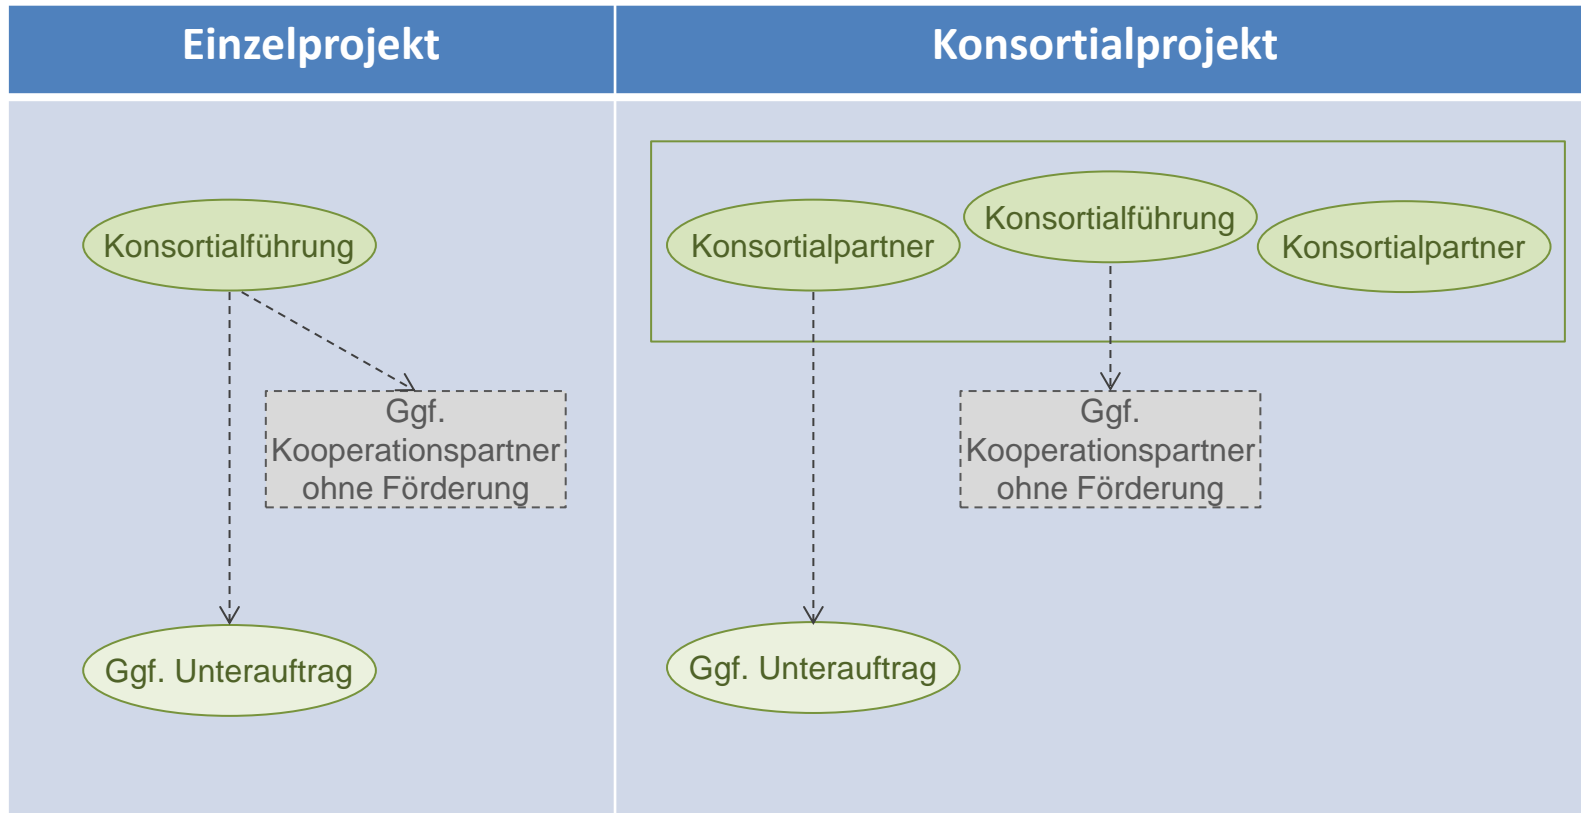 Einzelprojekt
Konsortialprojekt
Konsortialführung
Ggf.
Kooperationspartner
ohne Förderung
Ggf. Unterauftrag
Konsortialpartner
Konsortialführung
Konsortialpartner
Ggf.
Kooperationspartner
ohne Förderung
Ggf. Unterauftrag